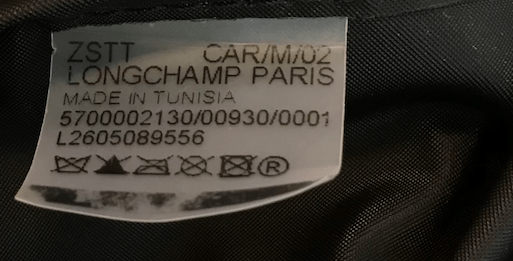 ZSTT CAR/M/02
LONGCHAMP PARIS
MADE IN TUNISIA
5700002130/00930/0001
L2605089556
®